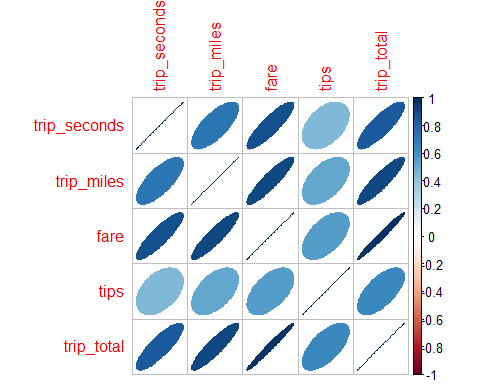 trip_seconds
trip_miles
fare
tips
trip_total
trip_seconds
trip_miles
fare
tips
trip_total
1
0.8
0.6
0.4
0.2
0
-0.2
-0.4
-0.6
-0.8
-1